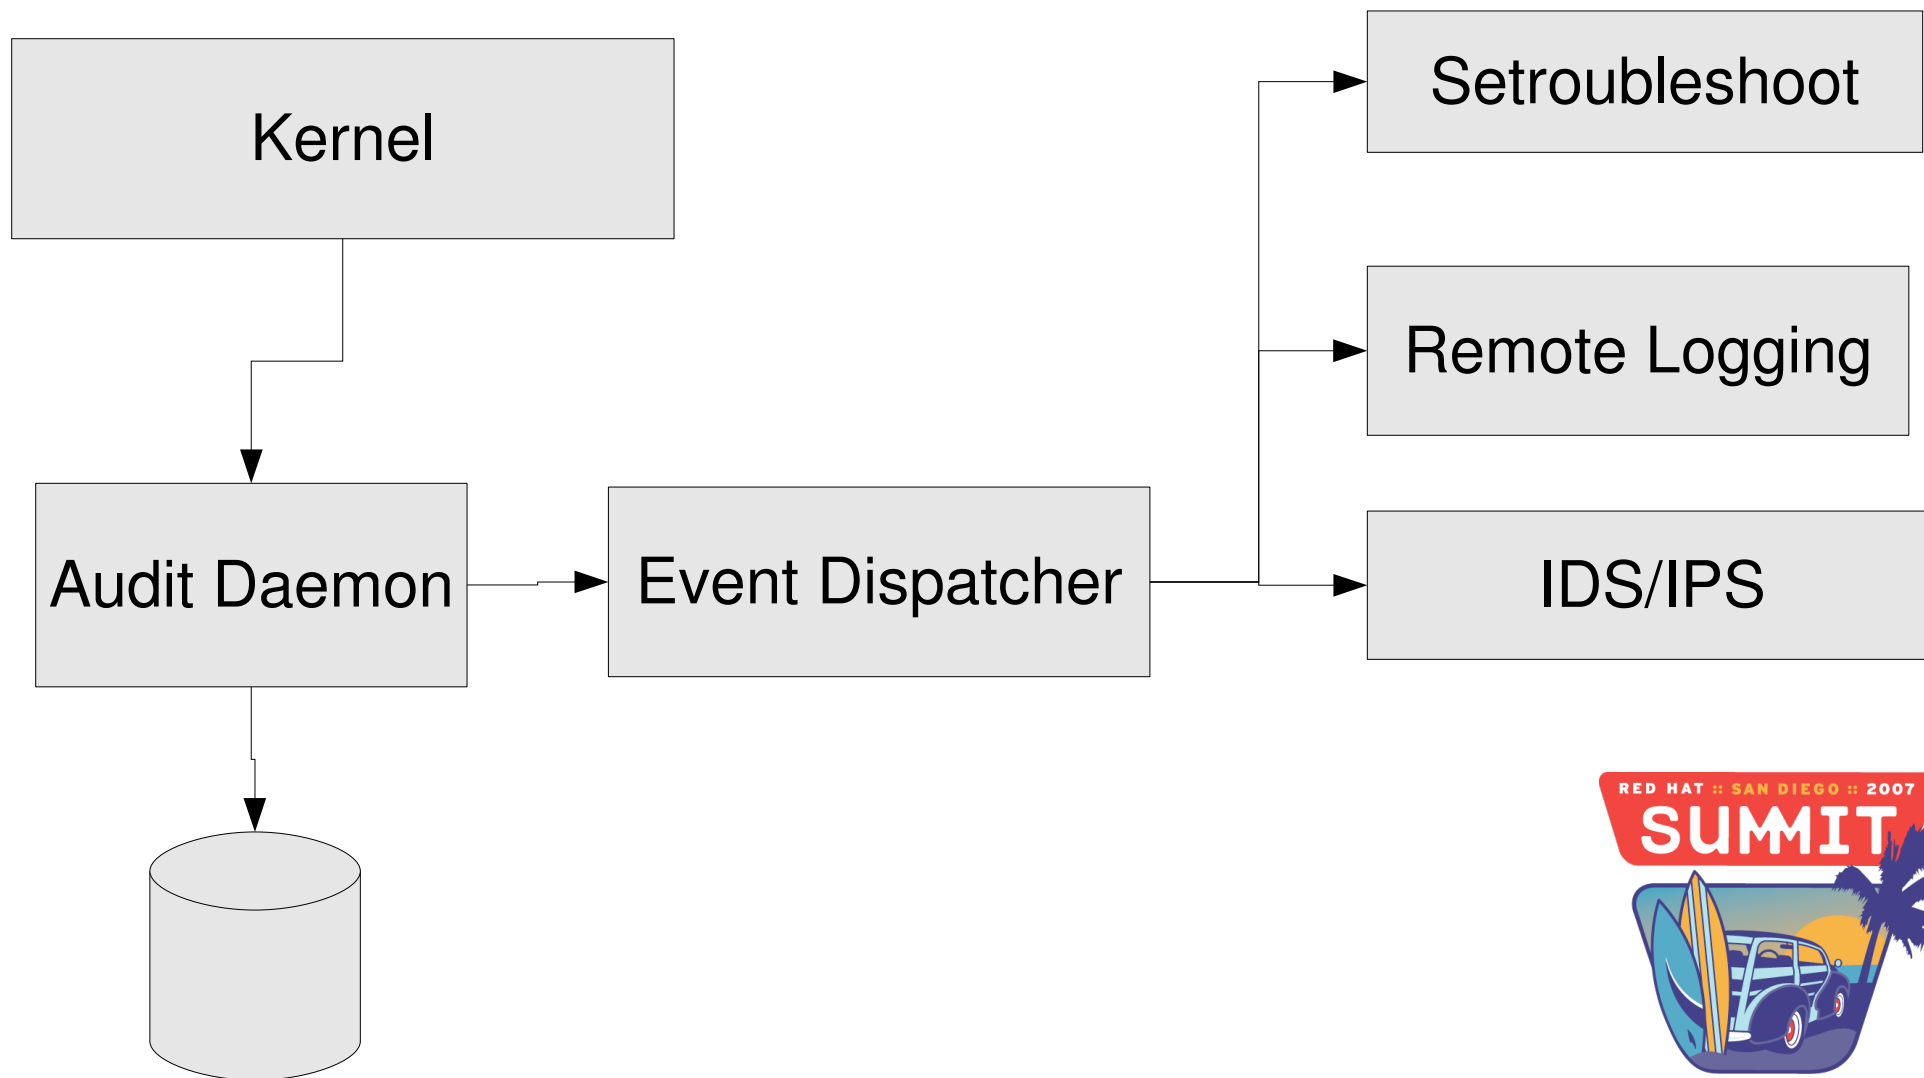 Kernel
Setroubleshoot
Remote Logging
Audit Daemon
Event Dispatcher
IDS/IPS
RED HAT :: SAN DIEGO :: 2007
SUMMIT